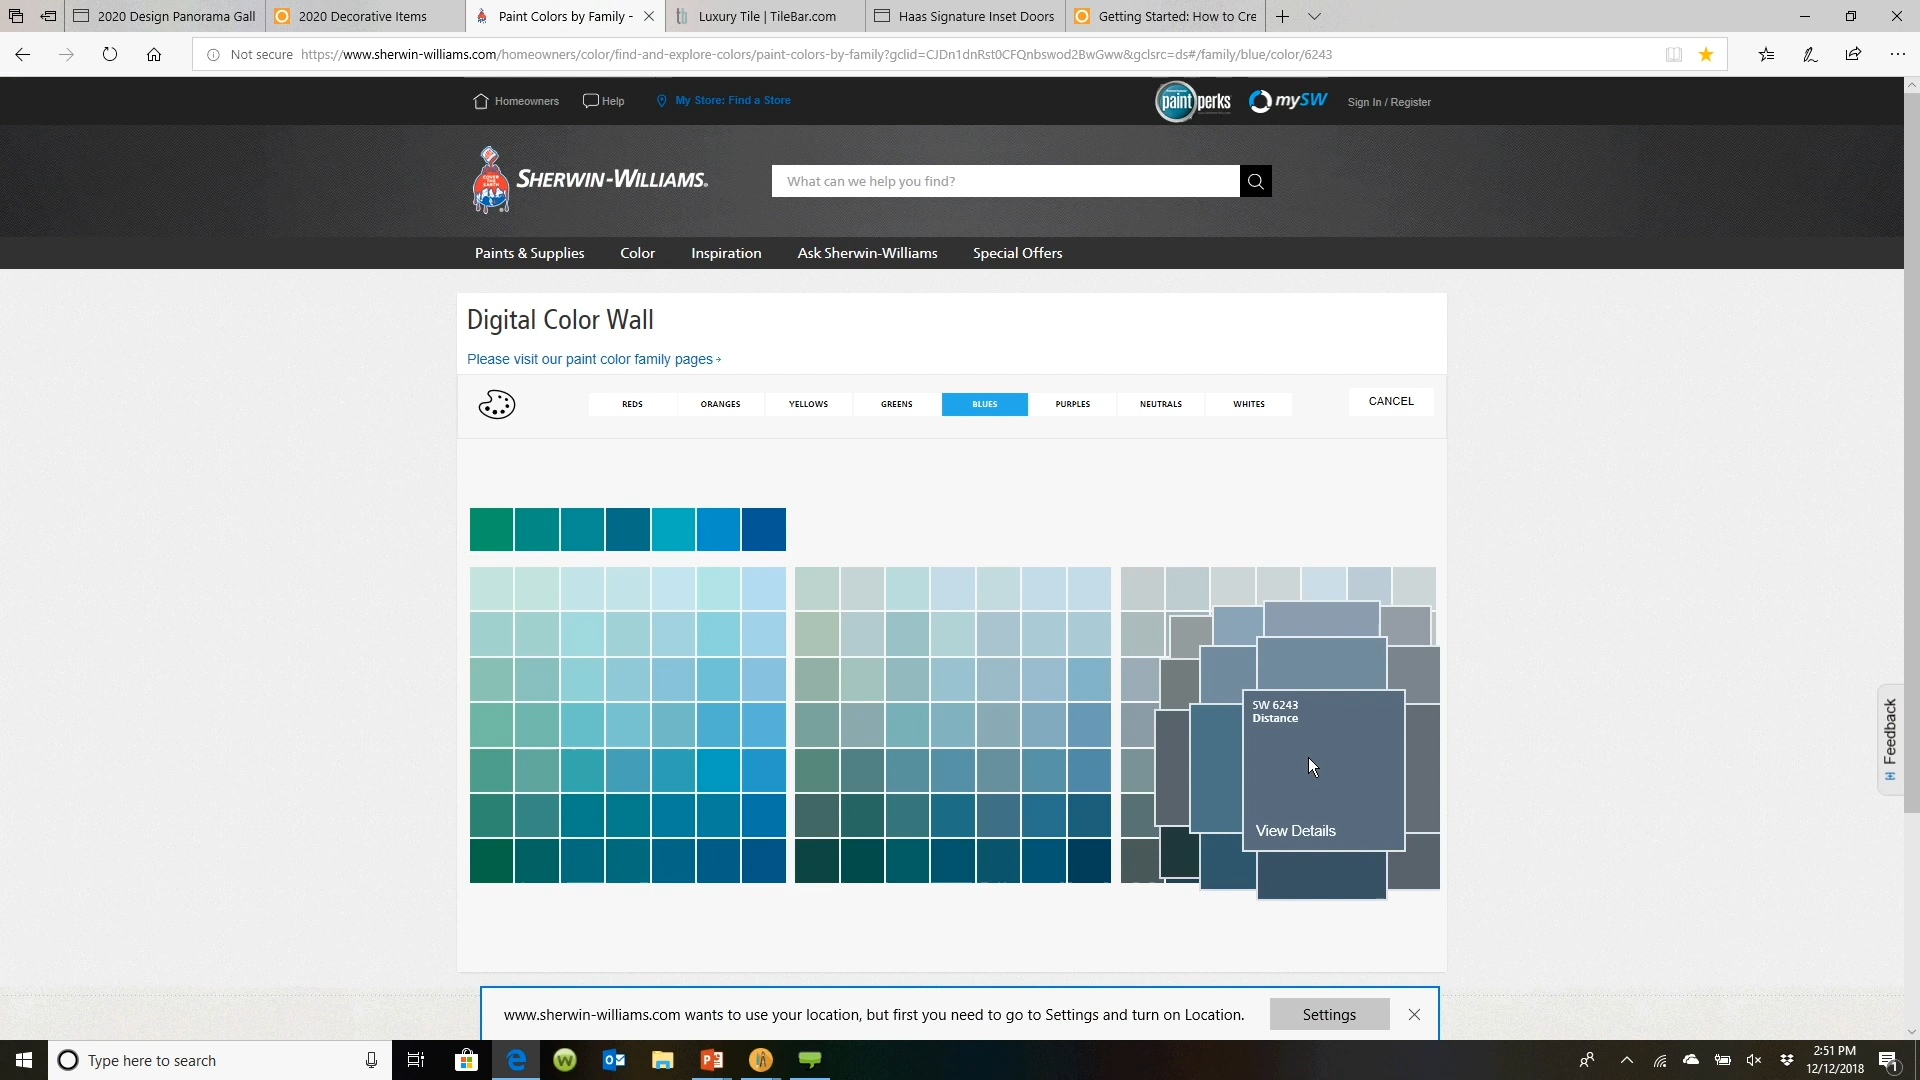 2020 Design Panorama Gall
2020 Decorative Items
Paint Colors by Family -
Luxury Tile | TileBar.com
Haas Signature Inset Doors
Getting Started: How to Cre
Not secure https://www.sherwin-williams.com/homeowners/color/find-and-explore-colors/paint-colors-by-family?gclid=CJDn1dnRst0CFQnbswod2BwGww&gclsrc=ds#/family/blue/color/6243
Homeowners
Help
My Store: Find a Store
paint perks
mySW
Sign In / Register
COVER THE EARTH
SHERWIN-WILLIAMS.
What can we help you find?
Paints & Supplies
Color
Inspiration
Ask Sherwin-Williams
Special Offers
Digital Color Wall
Please visit our paint color family pages
REDS
ORANGES
YELLOWS
GREENS
BLUES
PURPLES
NEUTRALS
WHITES
CANCEL
SW 6243
Distance
View Details
Feedback
www.sherwin-williams.com wants to use your location, but first you need to go to Settings and turn on Location.
Settings
Type here to search
2:51 PM
12/12/2018
1